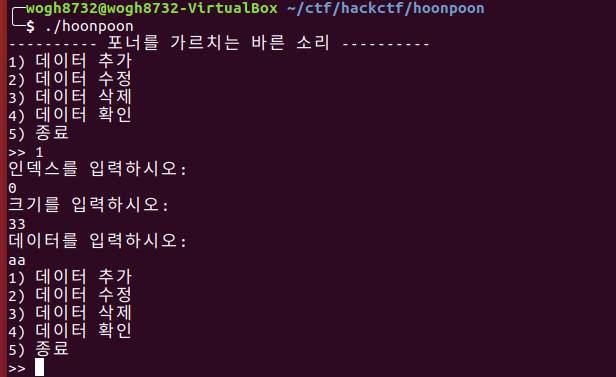 wogh8732@wogh8732-VirtualBox ~/ctf/hackctf/hoonpoon
$ ./hoonpoon
---------- 포너를 가르치는 바른 소리 ----------
1) 데이터 추가
2) 데이터 수정
3) 데이터 삭제
4) 데이터 확인
5) 종료
>> 1
인덱스를 입력하시오:
0
크기를 입력하시오:
33
데이터를 입력하시오:
aa
1) 데이터 추가
2) 데이터 수정
3) 데이터 삭제
4) 데이터 확인
5) 종료
>>